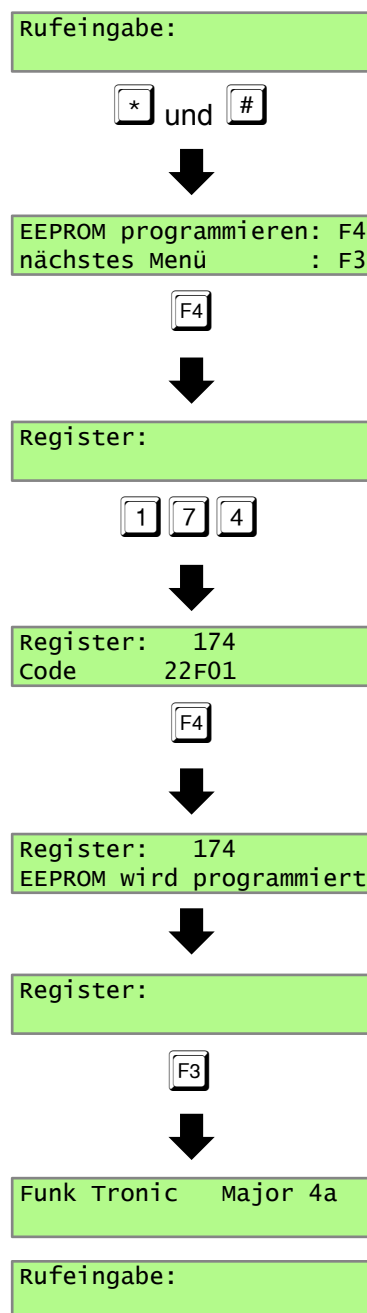 Rufeingabe:
* und #
EEPROM programmieren: F4
nächstes Menü : F3
F4
Register:
1 7 4
Register: 174
Code 22F01
F4
Register: 174
EEPROM wird programmiert
Register:
F3
Funk Tronic Major 4a
Rufeingabe: